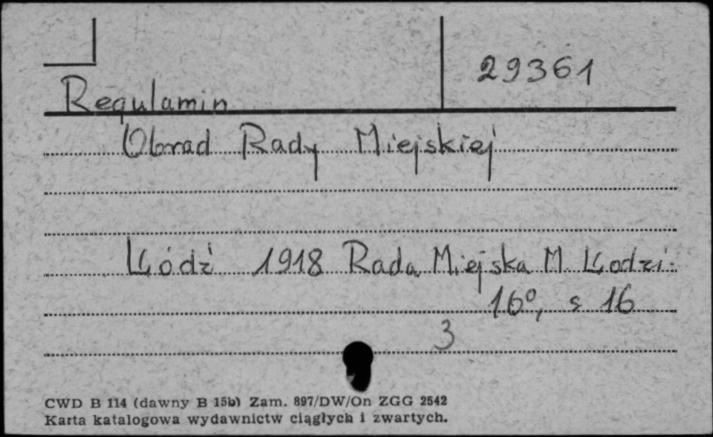 29361
Regulamin
Obrad Rady Miejskiej
Łódź 1918 Rada Miejska M. Łodzi.
16°, s 16
3
CWD B 114 (dawny B 15b) Zam. 897/DW/On ZGG 2542
Karta katalogowa wydawnictw ciągłych i zwartych.